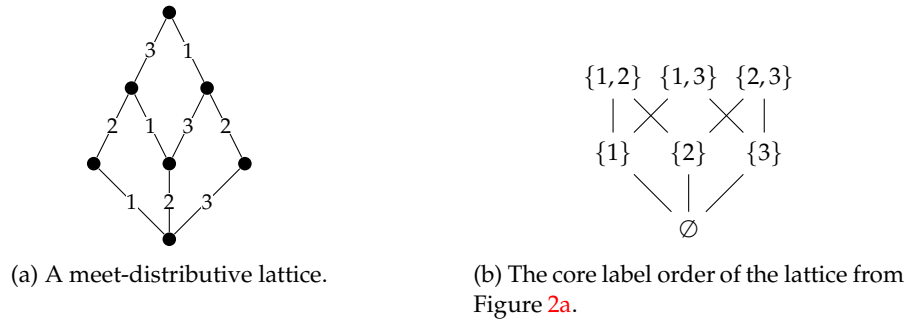 3 1
{1, 2} {1, 3} {2, 3}
2 1 3 2
{1} {2} {3}
1 2 3
∅
(a) A meet-distributive lattice.
(b) The core label order of the lattice from
Figure 2a.